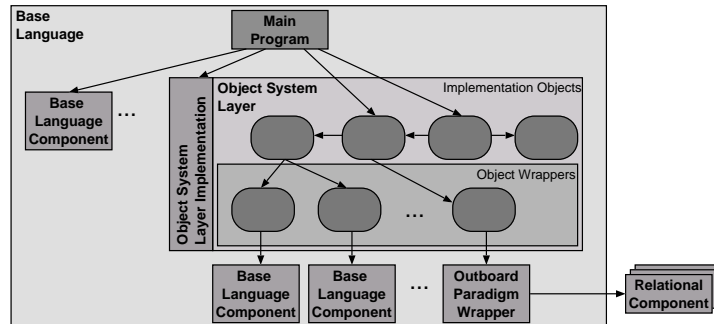 Base
Language
Main
Program
Base
Language
Component
...
Object System
Layer Implementation
Object System
Layer
Implementation Objects
Object Wrappers
...
Base
Language
Component
Base
Language
Component
...
Outboard
Paradigm
Wrapper
Relational
Component